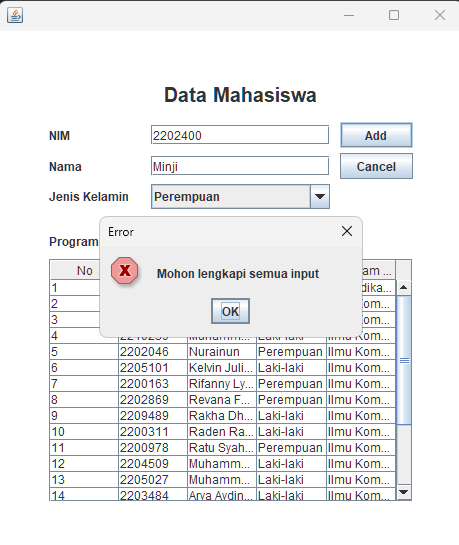 Data Mahasiswa
NIM 2202400 Add
Nama Minji Cancel
Jenis Kelamin Perempuan
Error
Mohon lengkapi semua input
OK
Program
No am ...
1 dika...
2 Kom...
3 Kom...
4 Muhamm... Laki-laki Ilmu Kom...
5 2202046 Nurainun Perempuan Ilmu Kom...
6 2205101 Kelvin Juli... Laki-laki Ilmu Kom...
7 2200163 Rifanny Ly... Perempuan Ilmu Kom...
8 2202869 Revana F... Perempuan Ilmu Kom...
9 2209489 Rakha Dh... Laki-laki Ilmu Kom...
10 2200311 Raden Ra... Laki-laki Ilmu Kom...
11 2200978 Ratu Syah... Perempuan Ilmu Kom...
12 2204509 Muhamm... Laki-laki Ilmu Kom...
13 2205027 Muhamm... Laki-laki Ilmu Kom...
14 2203484 Arya Aydin... Laki-laki Ilmu Kom...